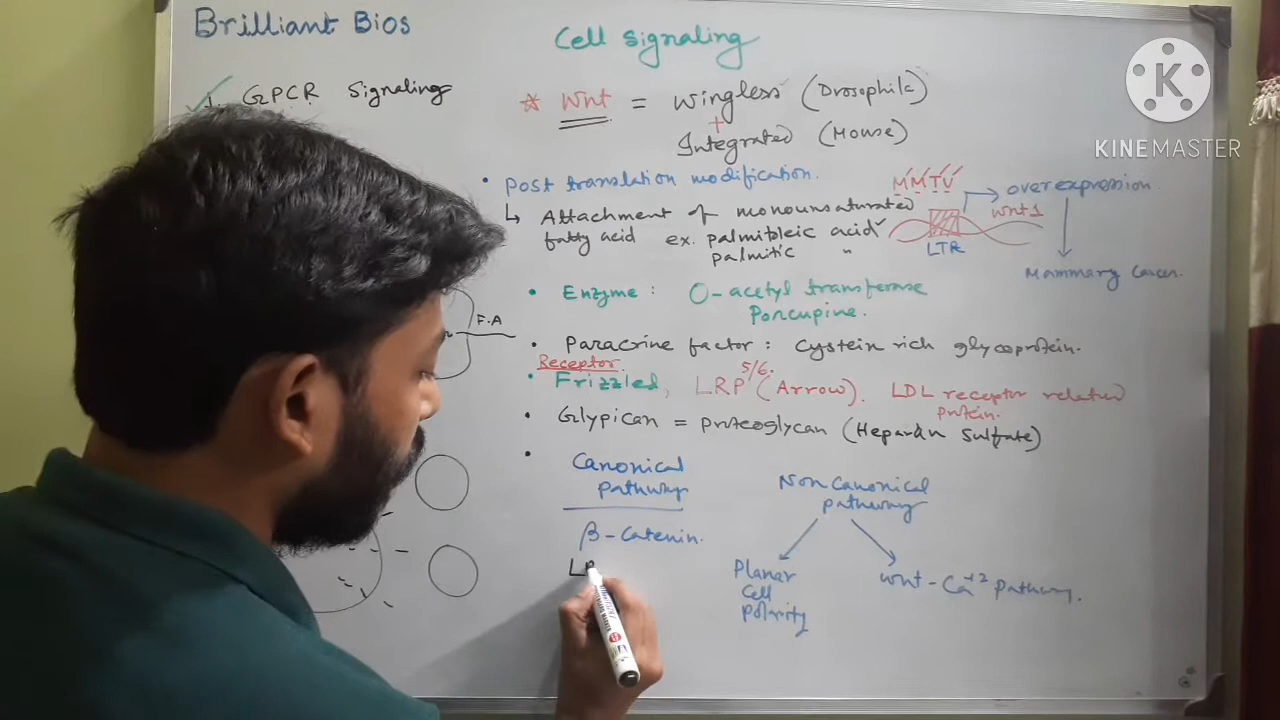 Brilliant Bios
Cell Signaling
1. GPCR Signaling
* Wnt = Wingless (Drosophila)
+
Integrated (Mouse)
• Post translation modification.
↳ Attachment of monounsaturated
fatty acid ex. palmitoleic acid
palmitic "
MMTV
overexpression
Wnt1
LTR
Mammary Cancer.
F.A
• Enzyme : O-acetyl transferase
Porcupine.
• Paracrine factor : Cystein rich glycoprotein.
Receptor
• Frizzled, LRP 5/6. (Arrow). LDL receptor related
protein.
• Glypican = proteoglycan (Heparan Sulfate)
Canonical
pathway
β-Catenin.
LR
Non Canonical
pathway
Planar
Cell
Polarity
Wnt-Ca+2 pathway.
K
KINEMASTER